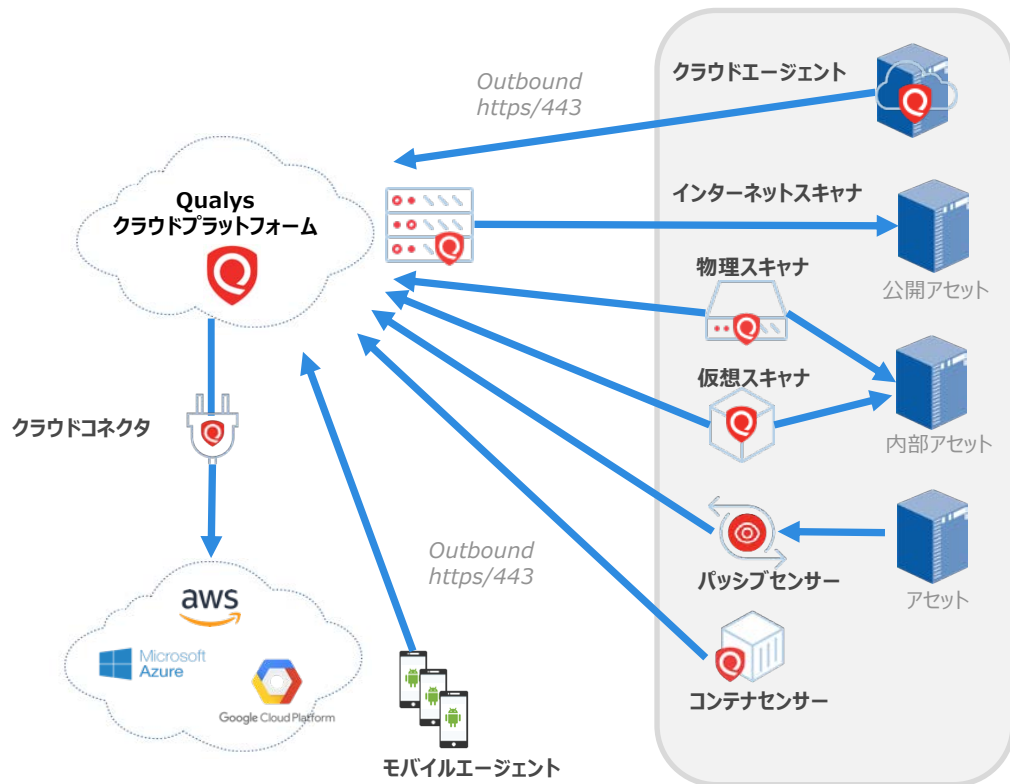 クラウドエージェント
Outbound
https/443
Qualys
クラウドプラットフォーム
インターネットスキャナ
物理スキャナ
公開アセット
仮想スキャナ
クラウドコネクタ
内部アセット
Outbound
https/443
パッシブセンサー
アセット
aws
Microsoft
Azure
Google Cloud Platform
コンテナセンサー
モバイルエージェント